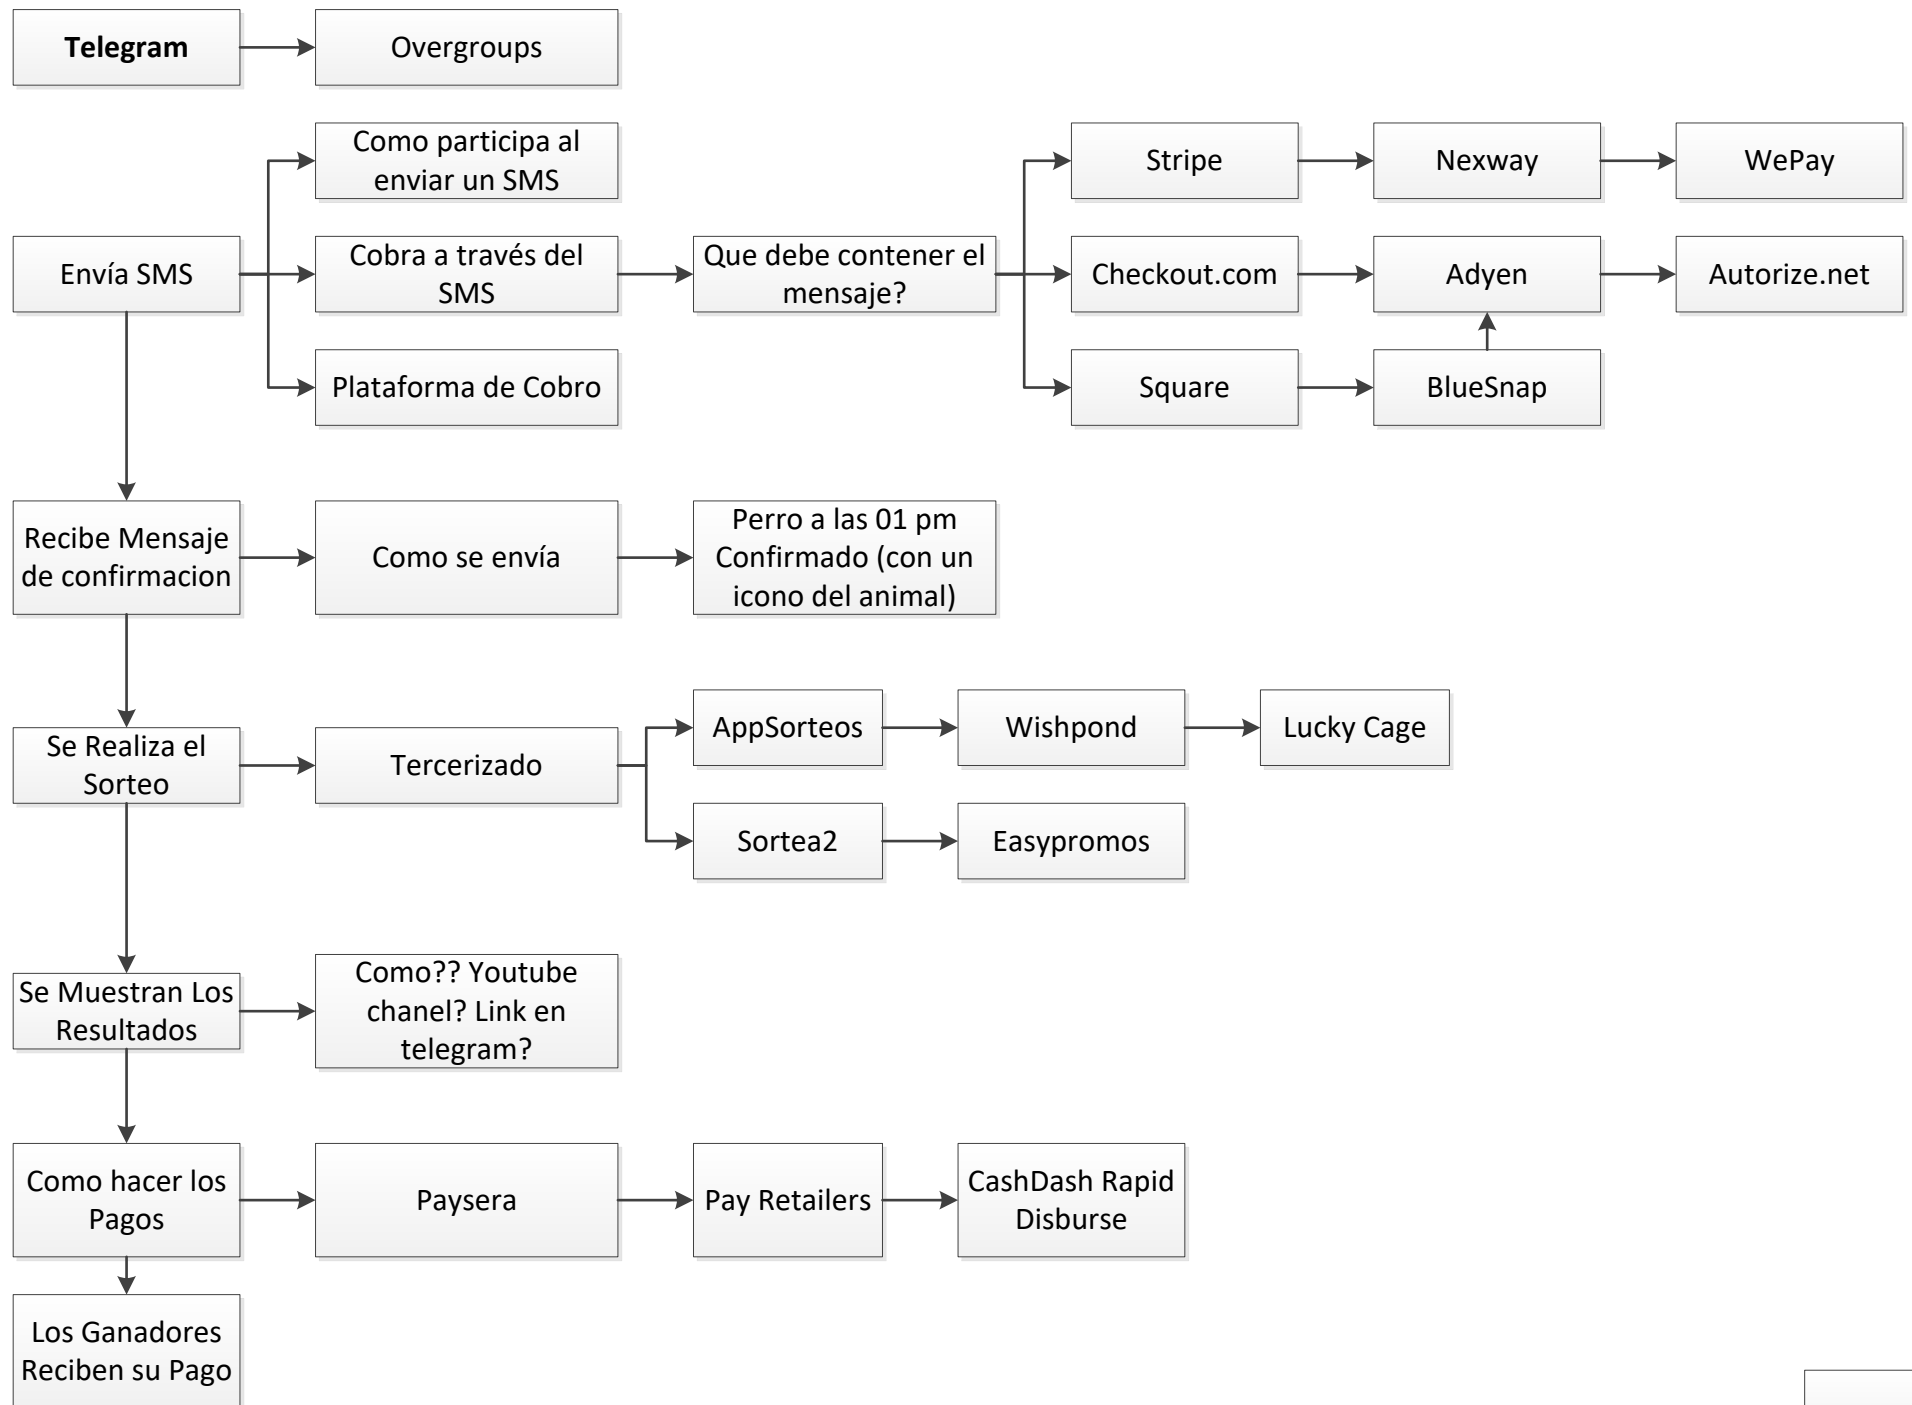 Telegram
Overgroups
Como participa al
enviar un SMS
Stripe
Nexway
WePay
Envía SMS
Cobra a través del
SMS
Que debe contener el
mensaje?
Checkout.com
Adyen
Autorize.net
Plataforma de Cobro
Square
BlueSnap
Recibe Mensaje
de confirmacion
Como se envía
Perro a las 01 pm
Confirmado (con un
icono del animal)
Se Realiza el
Sorteo
Tercerizado
AppSorteos
Wishpond
Lucky Cage
Sortea2
Easypromos
Se Muestran Los
Resultados
Como?? Youtube
chanel? Link en
telegram?
Como hacer los
Pagos
Paysera
Pay Retailers
CashDash Rapid
Disburse
Los Ganadores
Reciben su Pago